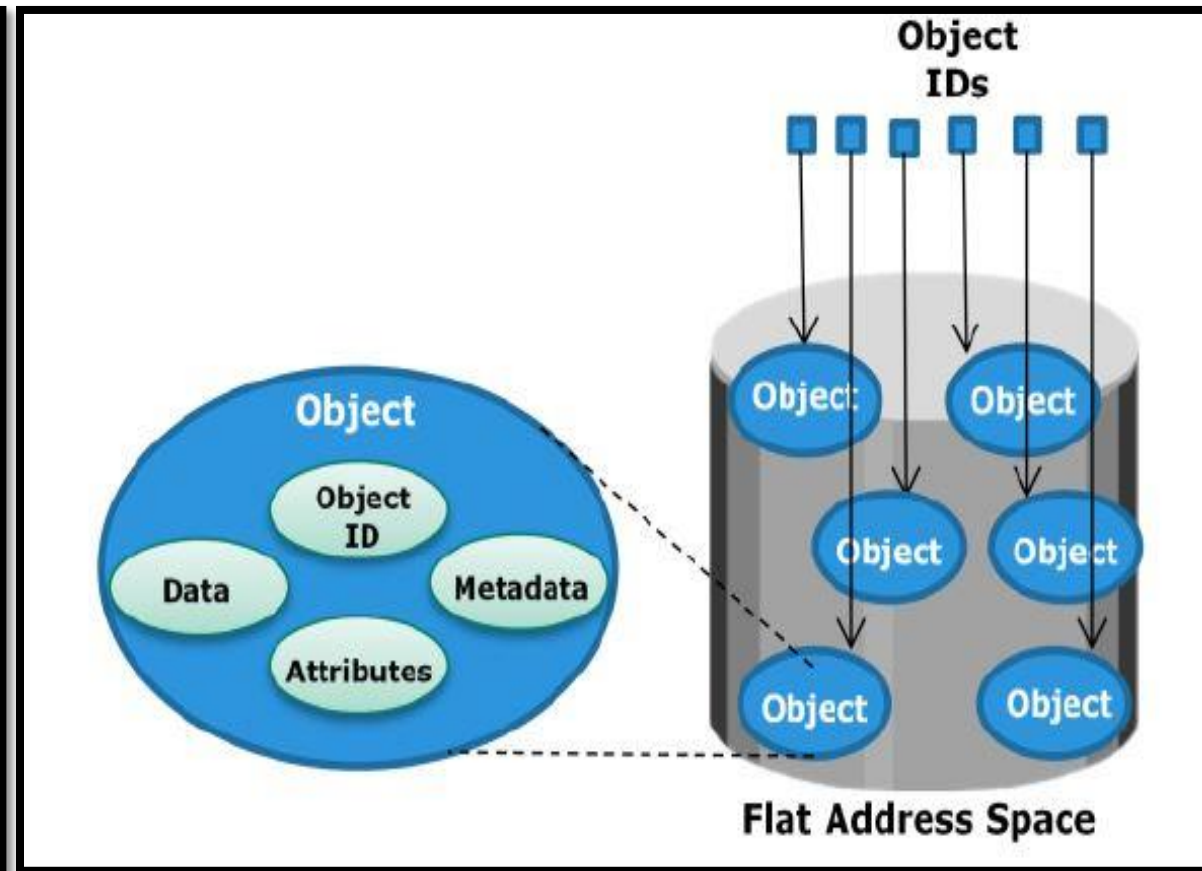 Object
IDs
Object
Object
ID
Data
Metadata
Attributes
Object
Object
Object
Object
Object
Object
Flat Address Space